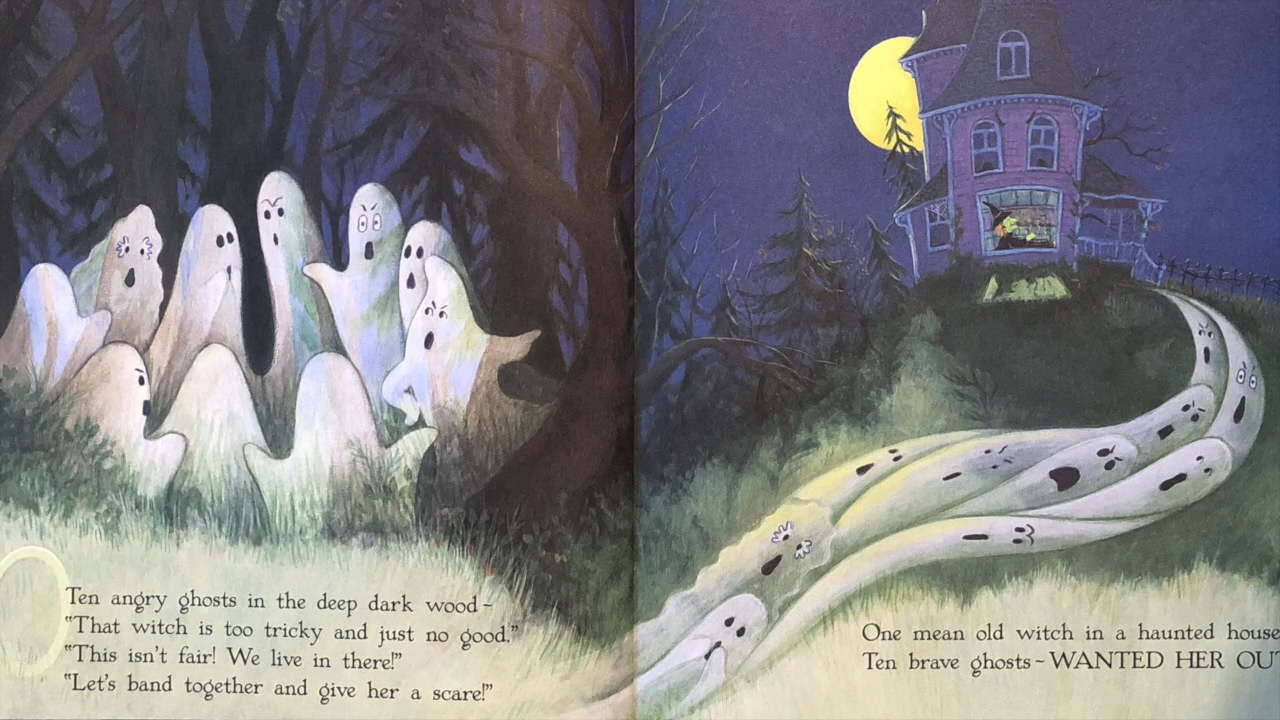 Ten angry ghosts in the deep dark wood –
"That witch is too tricky and just no good."
"This isn't fair! We live in there!"
"Let's band together and give her a scare!"
One mean old witch in a haunted house
Ten brave ghosts – WANTED HER